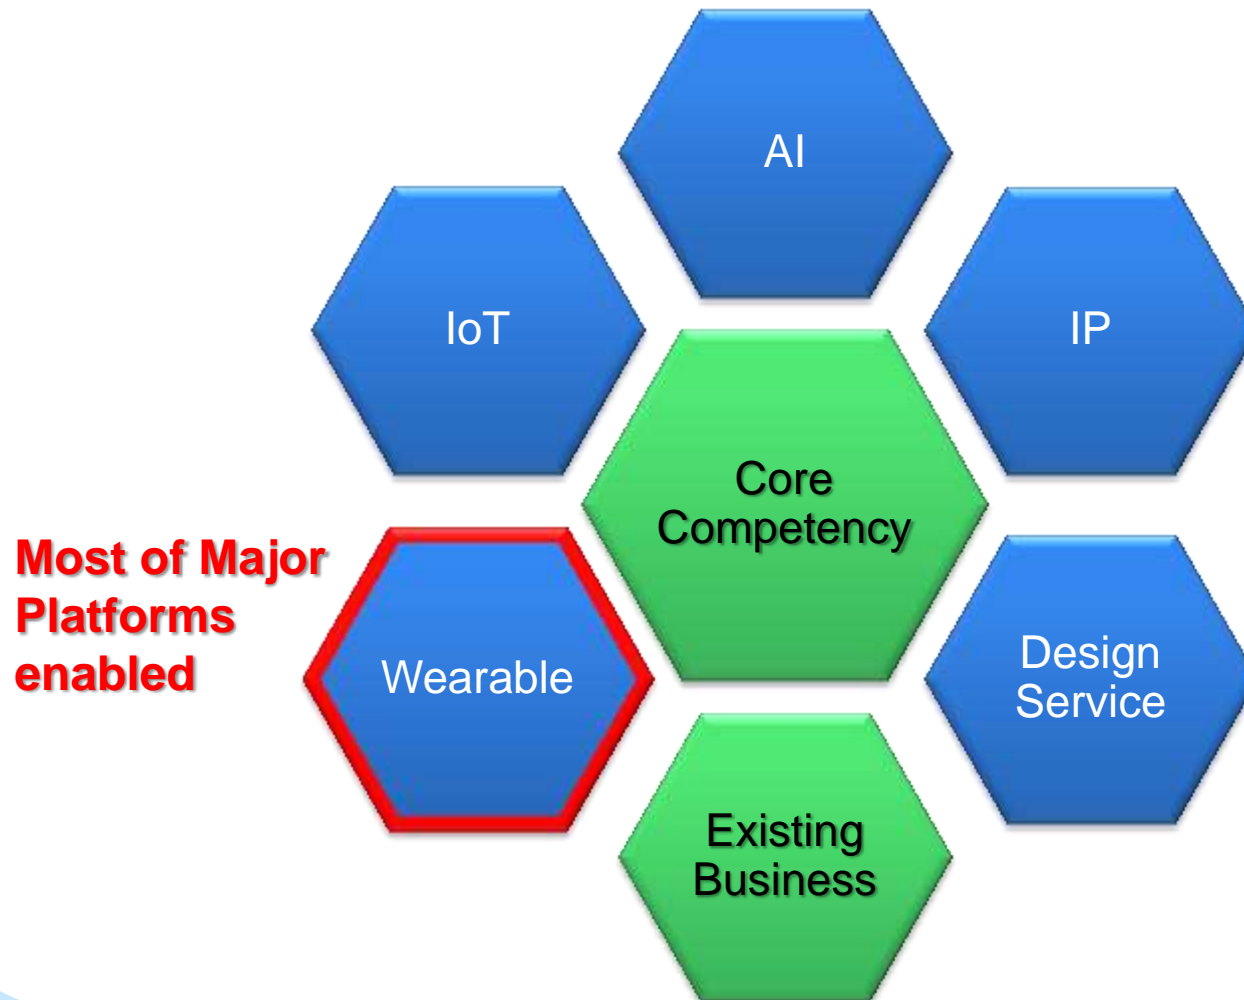 AI
IoT
IP
Core
Competency
Most of Major
Platforms
enabled
Wearable
Design
Service
Existing
Business